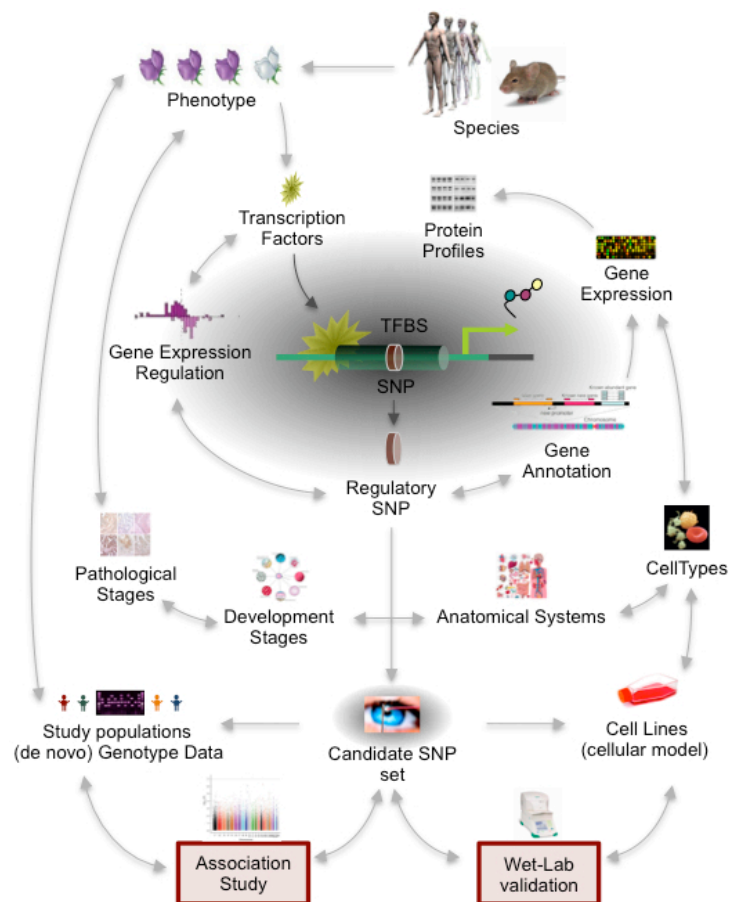 Phenotype
Species
Transcription
Factors
Protein
Profiles
Gene
Expression
TFBS
Gene Expression
Regulation
SNP
Chromosome
Gene
Annotation
Regulatory
SNP
Pathological
Stages
Development
Stages
Anatomical Systems
CellTypes
Study populations
(de novo) Genotype Data
Candidate SNP
set
Cell Lines
(cellular model)
Association
Study
Wet-Lab
validation